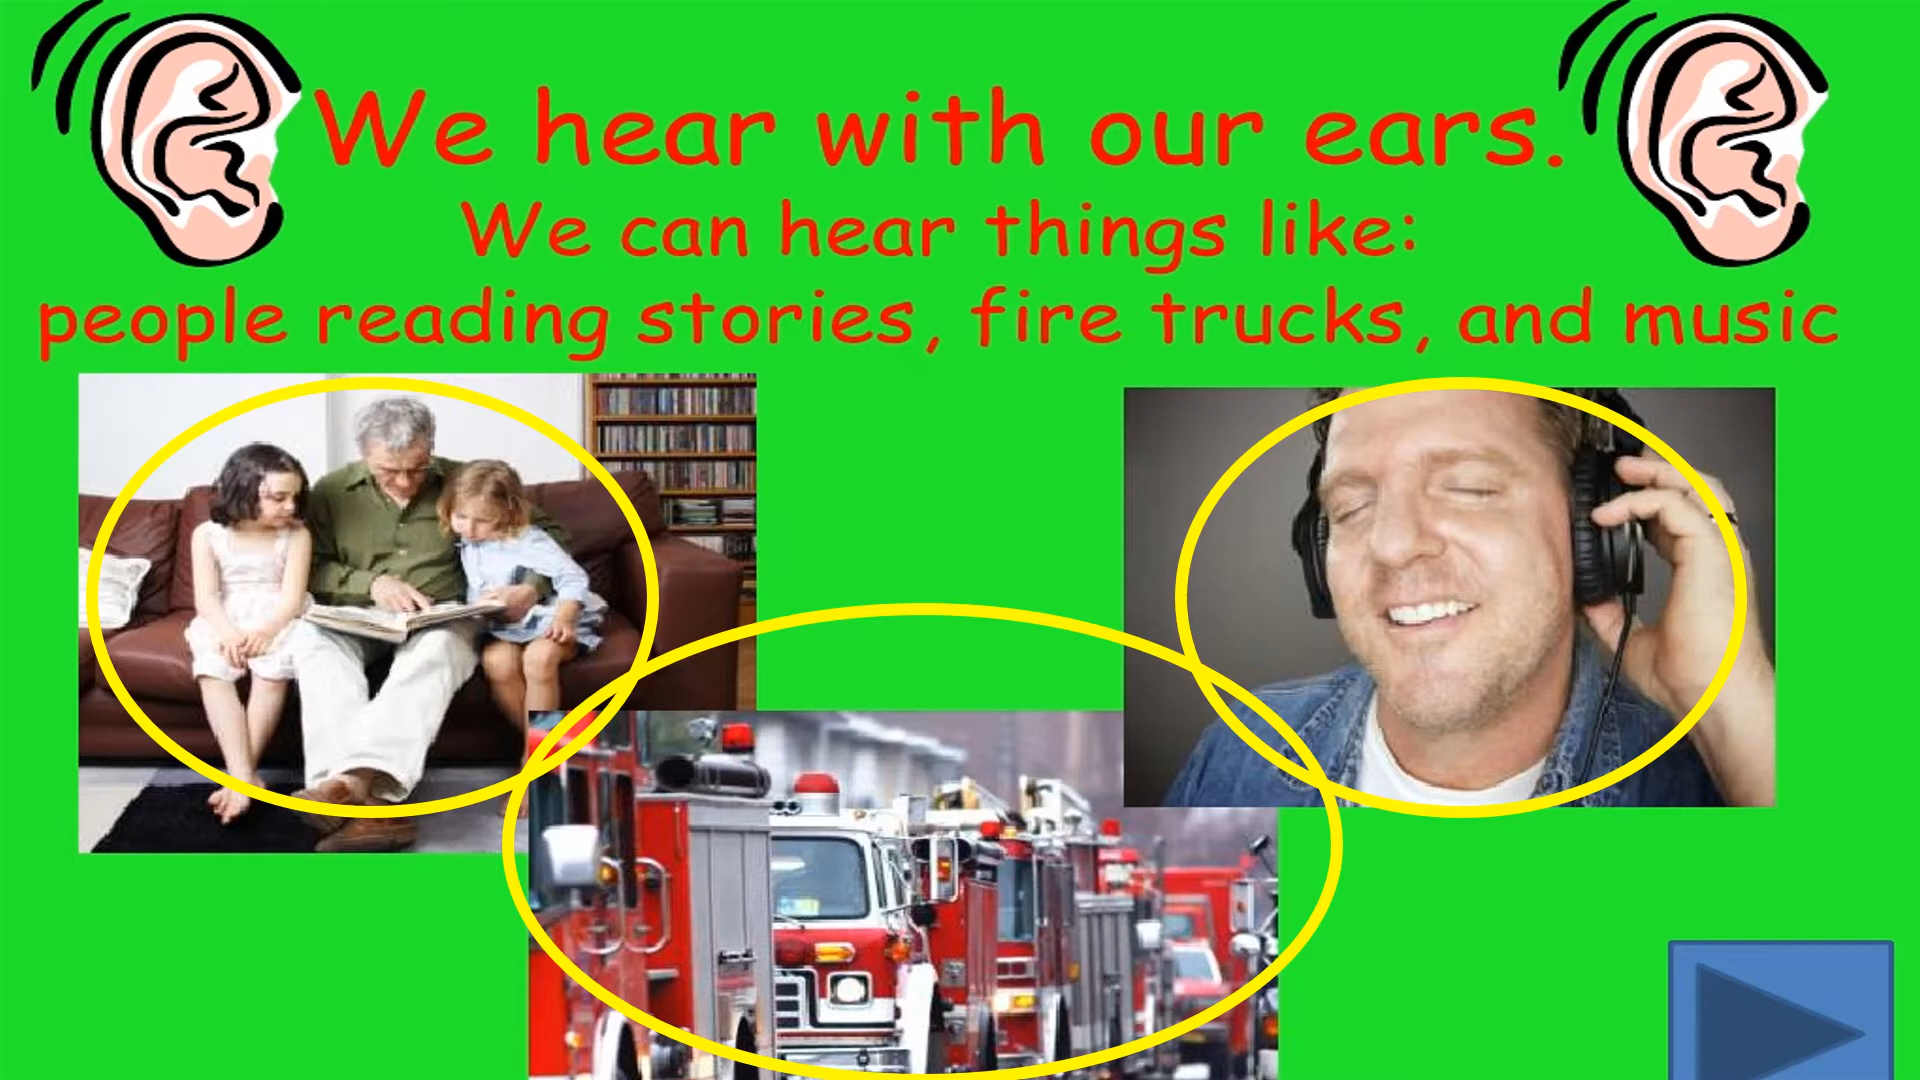 We hear with our ears.
We can hear things like:
people reading stories, fire trucks, and music